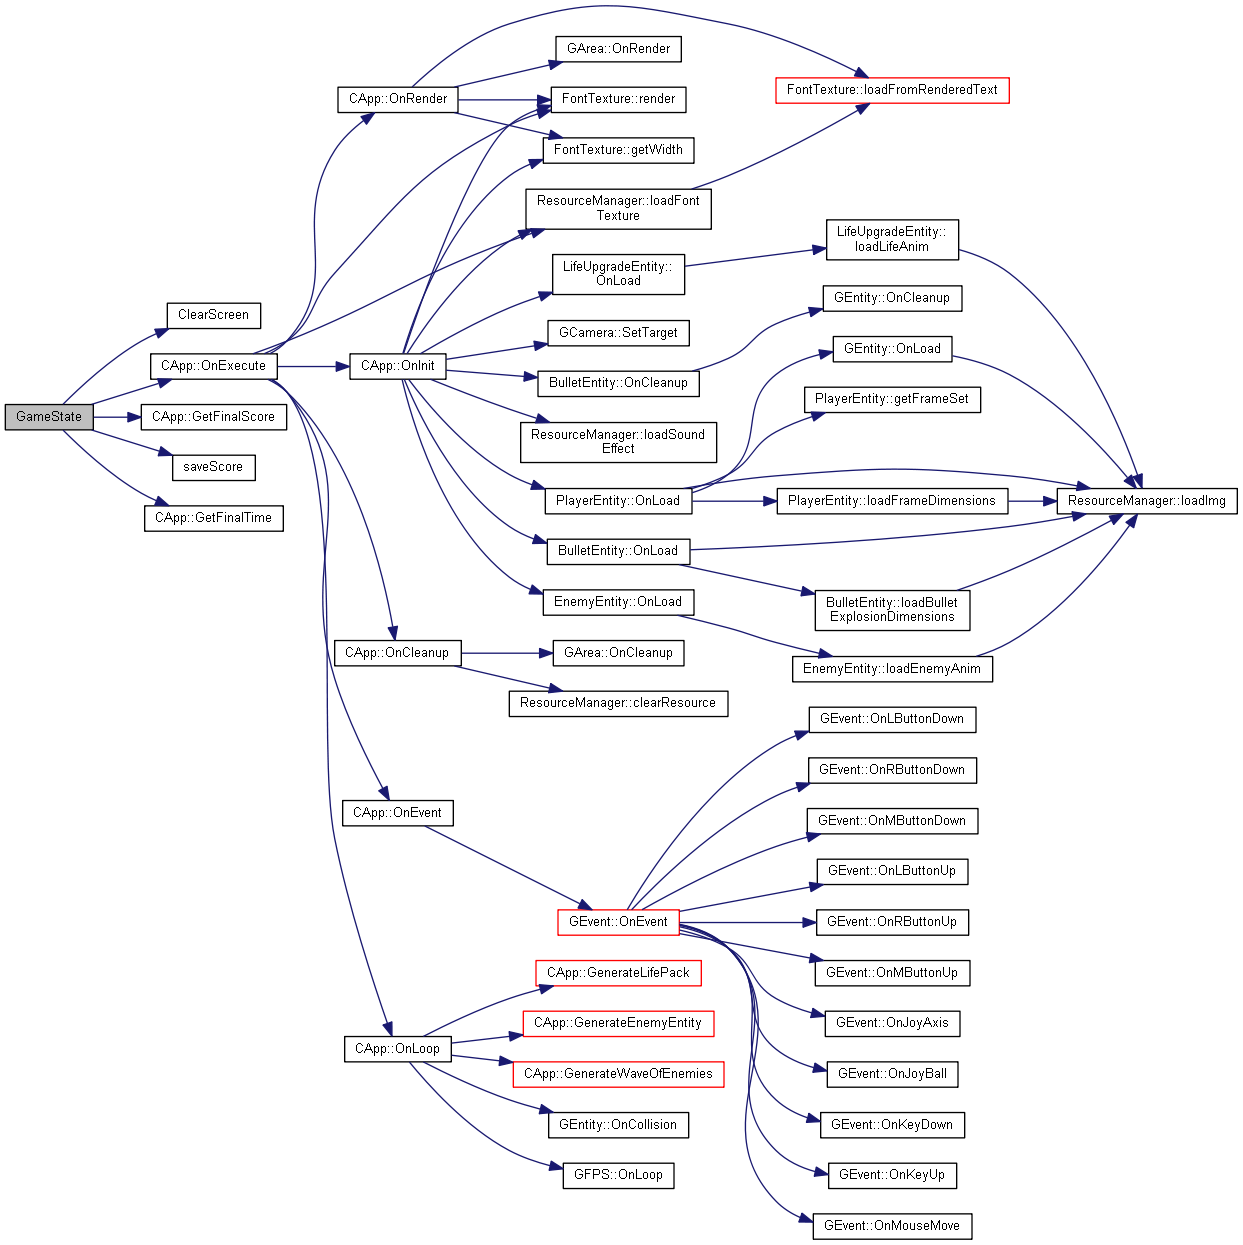 GArea::OnRender
FontTexture::loadFromRenderedText
CApp::OnRender
FontTexture::render
FontTexture::getWidth
ResourceManager::loadFont
Texture
LifeUpgradeEntity::
loadLifeAnim
LifeUpgradeEntity::
OnLoad
GEntity::OnCleanup
ClearScreen
GCamera::SetTarget
GEntity::OnLoad
CApp::OnExecute
CApp::OnInit
BulletEntity::OnCleanup
PlayerEntity::getFrameSet
GameState
CApp::GetFinalScore
ResourceManager::loadSound
Effect
saveScore
PlayerEntity::OnLoad
PlayerEntity::loadFrameDimensions
ResourceManager::loadImg
CApp::GetFinalTime
BulletEntity::OnLoad
EnemyEntity::OnLoad
BulletEntity::loadBullet
ExplosionDimensions
CApp::OnCleanup
GArea::OnCleanup
EnemyEntity::loadEnemyAnim
ResourceManager::clearResource
GEvent::OnLButtonDown
GEvent::OnRButtonDown
CApp::OnEvent
GEvent::OnMButtonDown
GEvent::OnLButtonUp
GEvent::OnEvent
GEvent::OnRButtonUp
CApp::GenerateLifePack
GEvent::OnMButtonUp
CApp::GenerateEnemyEntity
GEvent::OnJoyAxis
CApp::OnLoop
CApp::GenerateWaveOfEnemies
GEvent::OnJoyBall
GEntity::OnCollision
GEvent::OnKeyDown
GFPS::OnLoop
GEvent::OnKeyUp
GEvent::OnMouseMove